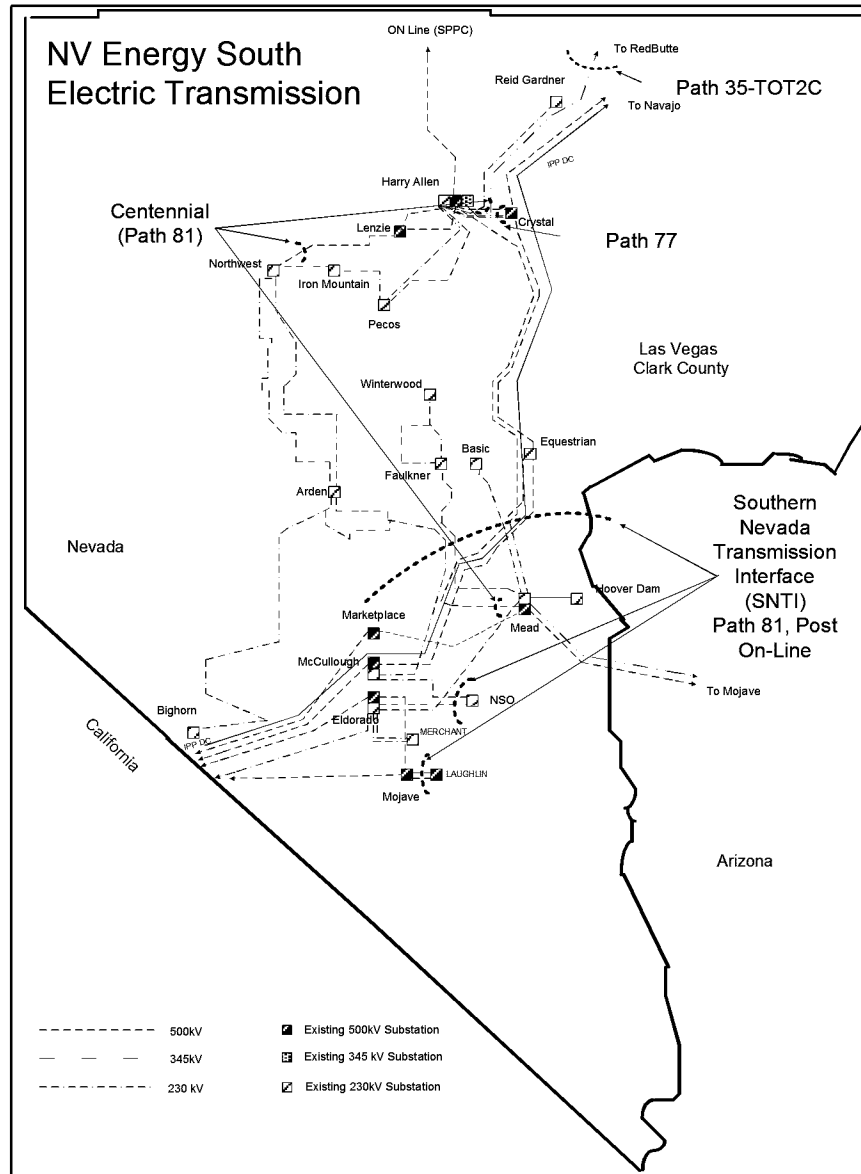 NV Energy South
Electric Transmission
ON Line (SPPC)
To RedButte
Reid Gardner
Path 35-TOT2C
To Navajo
IPP DC
Harry Allen
Centennial
(Path 81)
Crystal
Lenzie
Path 77
Northwest
Iron Mountain
Pecos
Las Vegas
Clark County
Winterwood
Basic
Equestrian
Faulkner
Arden
Southern
Nevada
Transmission
Interface
(SNTI)
Path 81, Post
On-Line
Nevada
Hoover Dam
Marketplace
Mead
McCullough
To Mojave
NSO
Bighorn
Eldorado
MERCHANT
IPP DC
California
LAUGHLIN
Mojave
Arizona
500kV
Existing 500kV Substation
345kV
Existing 345 kV Substation
230 kV
Existing 230kV Substation